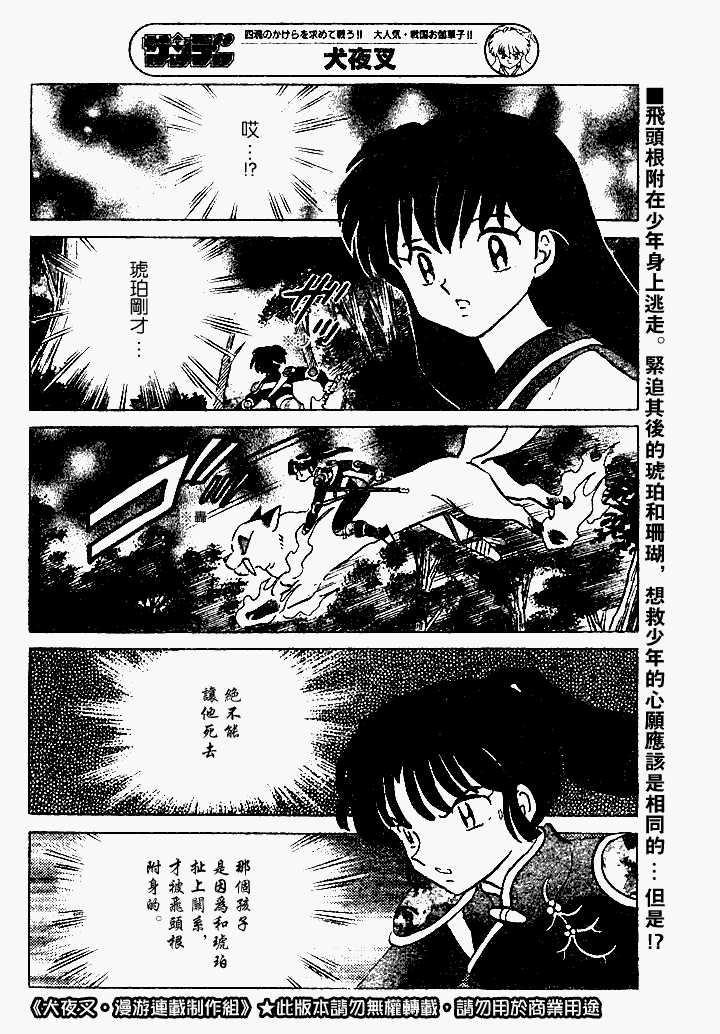 四魂のかけらを求めて戦う!! 大人気・戦国お伽草子!!
犬夜叉
■飛頭根附在少年身上逃走。緊追其後的琥珀和珊瑚，想救少年的心願應該是相同的…但是!?
哎…!?
琥珀剛才…
轟
絕不能
讓他死去
那個孩子
是因為和琥珀
扯上關系，
才被飛頭根
附身的。
《犬夜叉·漫游連載制作組》★此版本請勿無權轉載，請勿用於商業用途